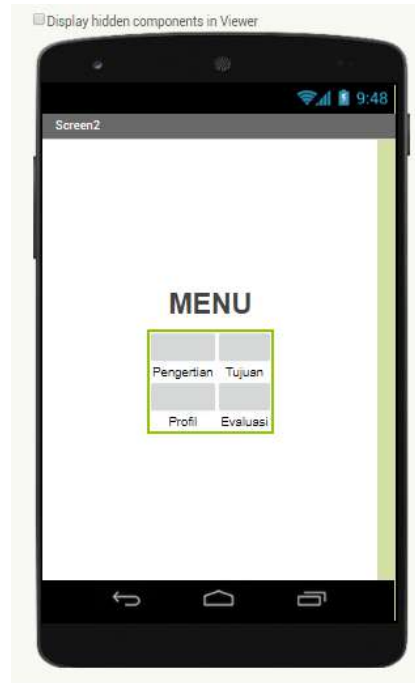 Display hidden components in Viewer
9:48
Screen2
MENU
Pengertian Tujuan
Profil Evaluasi